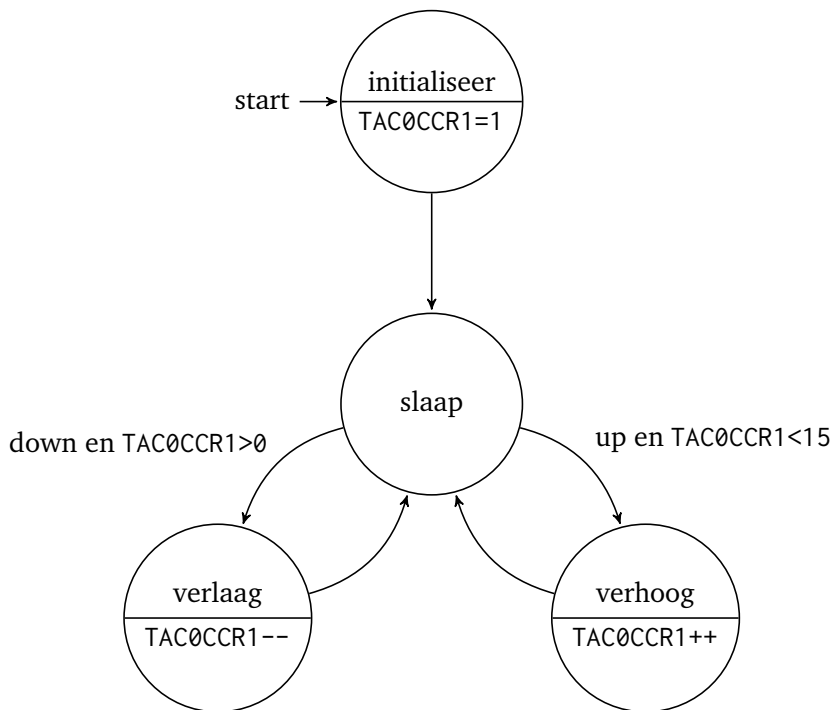 initialiseer
start
TAC0CCR1=1
slaap
down en TAC0CCR1>0
up en TAC0CCR1<15
verlaag
TAC0CCR1--
verhoog
TAC0CCR1++